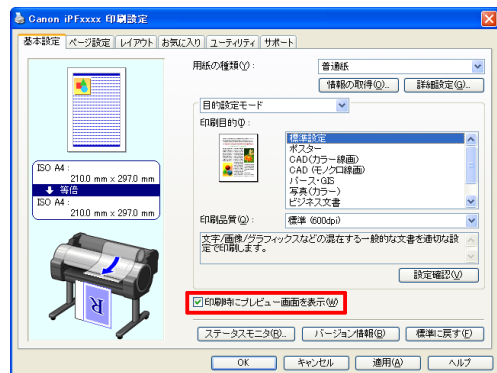 Canon iPFxxxx 印刷設定
基本設定 ページ設定 レイアウト お気に入り ユーティリティ サポート
用紙の種類(Y): 普通紙
情報の取得(Q)... 詳細設定(G)...
目的設定モード
印刷目的(I):
標準設定
ポスター
CAD(カラー線画)
CAD (モノクロ線画)
パース・GIS
写真(カラー)
ビジネス文書
ISO A4 :
210.0 mm x 297.0 mm
等倍
ISO A4 :
210.0 mm x 297.0 mm
印刷品質(Q): 標準 (600dpi)
文字/画像/グラフィックスなどの混在する一般的な文書を適切な設
定で印刷します。
設定確認(V)
印刷時にプレビュー画面を表示(W)
ステータスモニタ(R)... バージョン情報(B) 標準に戻す(F)
OK キャンセル 適用(A) ヘルプ